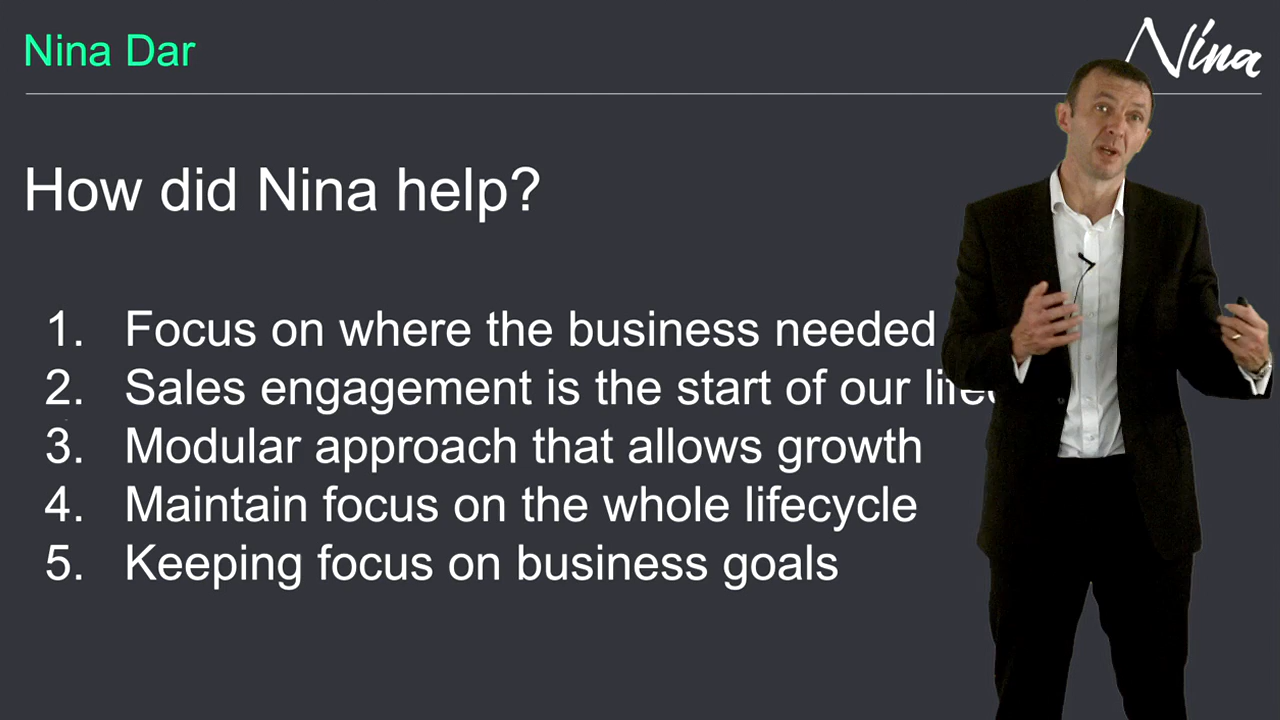 Nina Dar
Nina
How did Nina help?
1. Focus on where the business needed
2. Sales engagement is the start of our
3. Modular approach that allows growth
4. Maintain focus on the whole lifecycle
5. Keeping focus on business goals